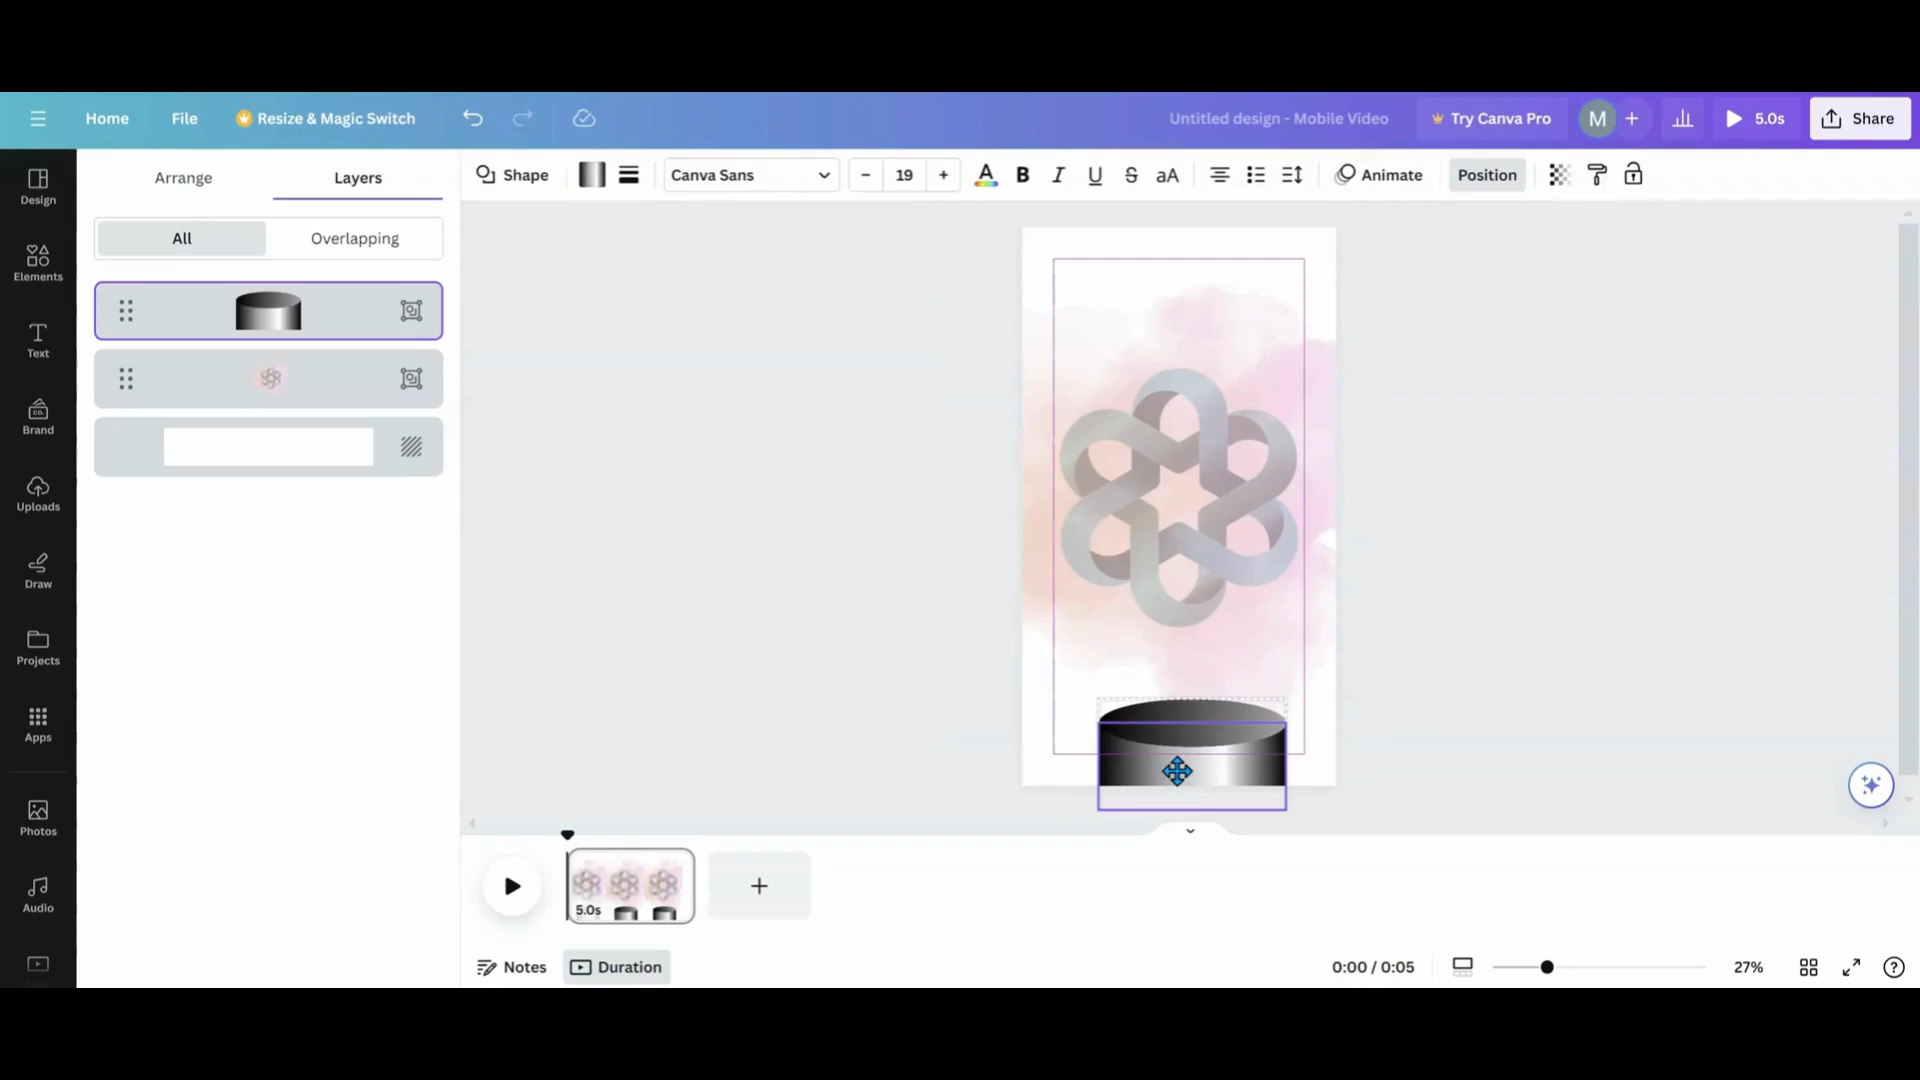 Home File Resize & Magic Switch Untitled design - Mobile Video Try Canva Pro M + 5.0s Share
Arrange Layers
Shape Canva Sans - 19 + A B I U S aA Animate Position
All Overlapping
Design
Elements
Text
Brand
Uploads
Draw
Projects
Apps
Photos
Audio
5.0s
Notes Duration 0:00 / 0:05 27%